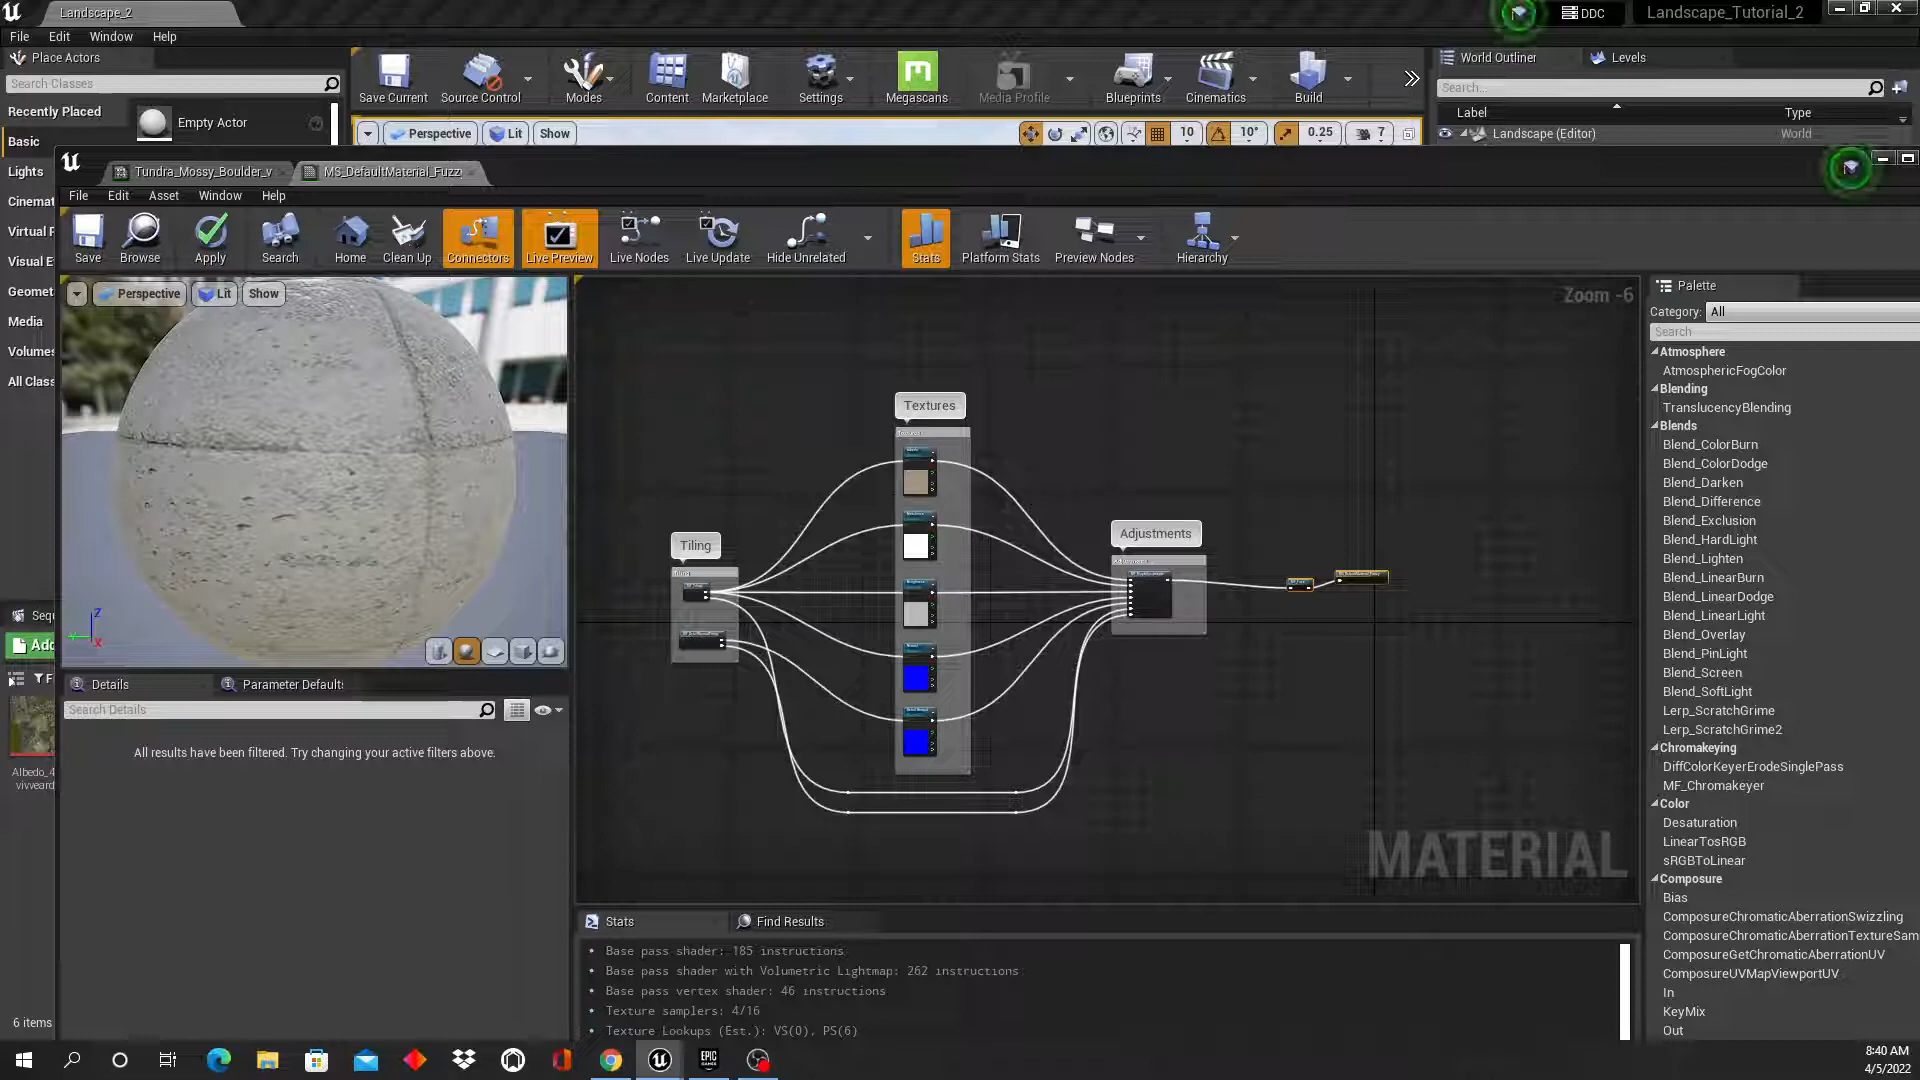 Landscape_2
DDC
Landscape_Tutorial_2
File Edit Window Help
Place Actors
Search Classes
Recently Placed
Basic
Lights
Cinemat
Virtual F
Visual E
Geomet
Media
Volumes
All Class
Empty Actor
Save Current
Source Control
Modes
Content
Marketplace
Settings
Megascans
Media Profile
Blueprints
Cinematics
Build
Perspective
Lit
Show
10
10°
0.25
7
World Outliner
Levels
Search...
Label
Type
Landscape (Editor)
World
Tundra_Mossy_Boulder_v
MS_DefaultMaterial_Fuzz
File Edit Asset Window Help
Save
Browse
Apply
Search
Home
Clean Up
Connectors
Live Preview
Live Nodes
Live Update
Hide Unrelated
Stats
Platform Stats
Preview Nodes
Hierarchy
Perspective
Lit
Show
Z
X
Seq
Add
F
Albedo_4
vivveard
6 items
Details
Parameter Defaults
Search Details
All results have been filtered. Try changing your active filters above.
Zoom -6
Textures
Tiling
Tiling
Adjustments
MATERIAL
Stats
Find Results
• Base pass shader: 185 instructions
• Base pass shader with Volumetric Lightmap: 262 instructions
• Base pass vertex shader: 46 instructions
• Texture samplers: 4/16
• Texture Lookups (Est.): VS(0), PS(6)
Palette
Category: All
Search
Atmosphere
AtmosphericFogColor
Blending
TranslucencyBlending
Blends
Blend_ColorBurn
Blend_ColorDodge
Blend_Darken
Blend_Difference
Blend_Exclusion
Blend_HardLight
Blend_Lighten
Blend_LinearBurn
Blend_LinearDodge
Blend_LinearLight
Blend_Overlay
Blend_PinLight
Blend_Screen
Blend_SoftLight
Lerp_ScratchGrime
Lerp_ScratchGrime2
Chromakeying
DiffColorKeyerErodeSinglePass
MF_Chromakeyer
Color
Desaturation
LinearTosRGB
sRGBToLinear
Composure
Bias
ComposureChromaticAberrationSwizzling
ComposureChromaticAberrationTextureSam
ComposureGetChromaticAberrationUV
ComposureUVMapViewportUV
In
KeyMix
Out
EPIC
GAMES
8:40 AM
4/5/2022